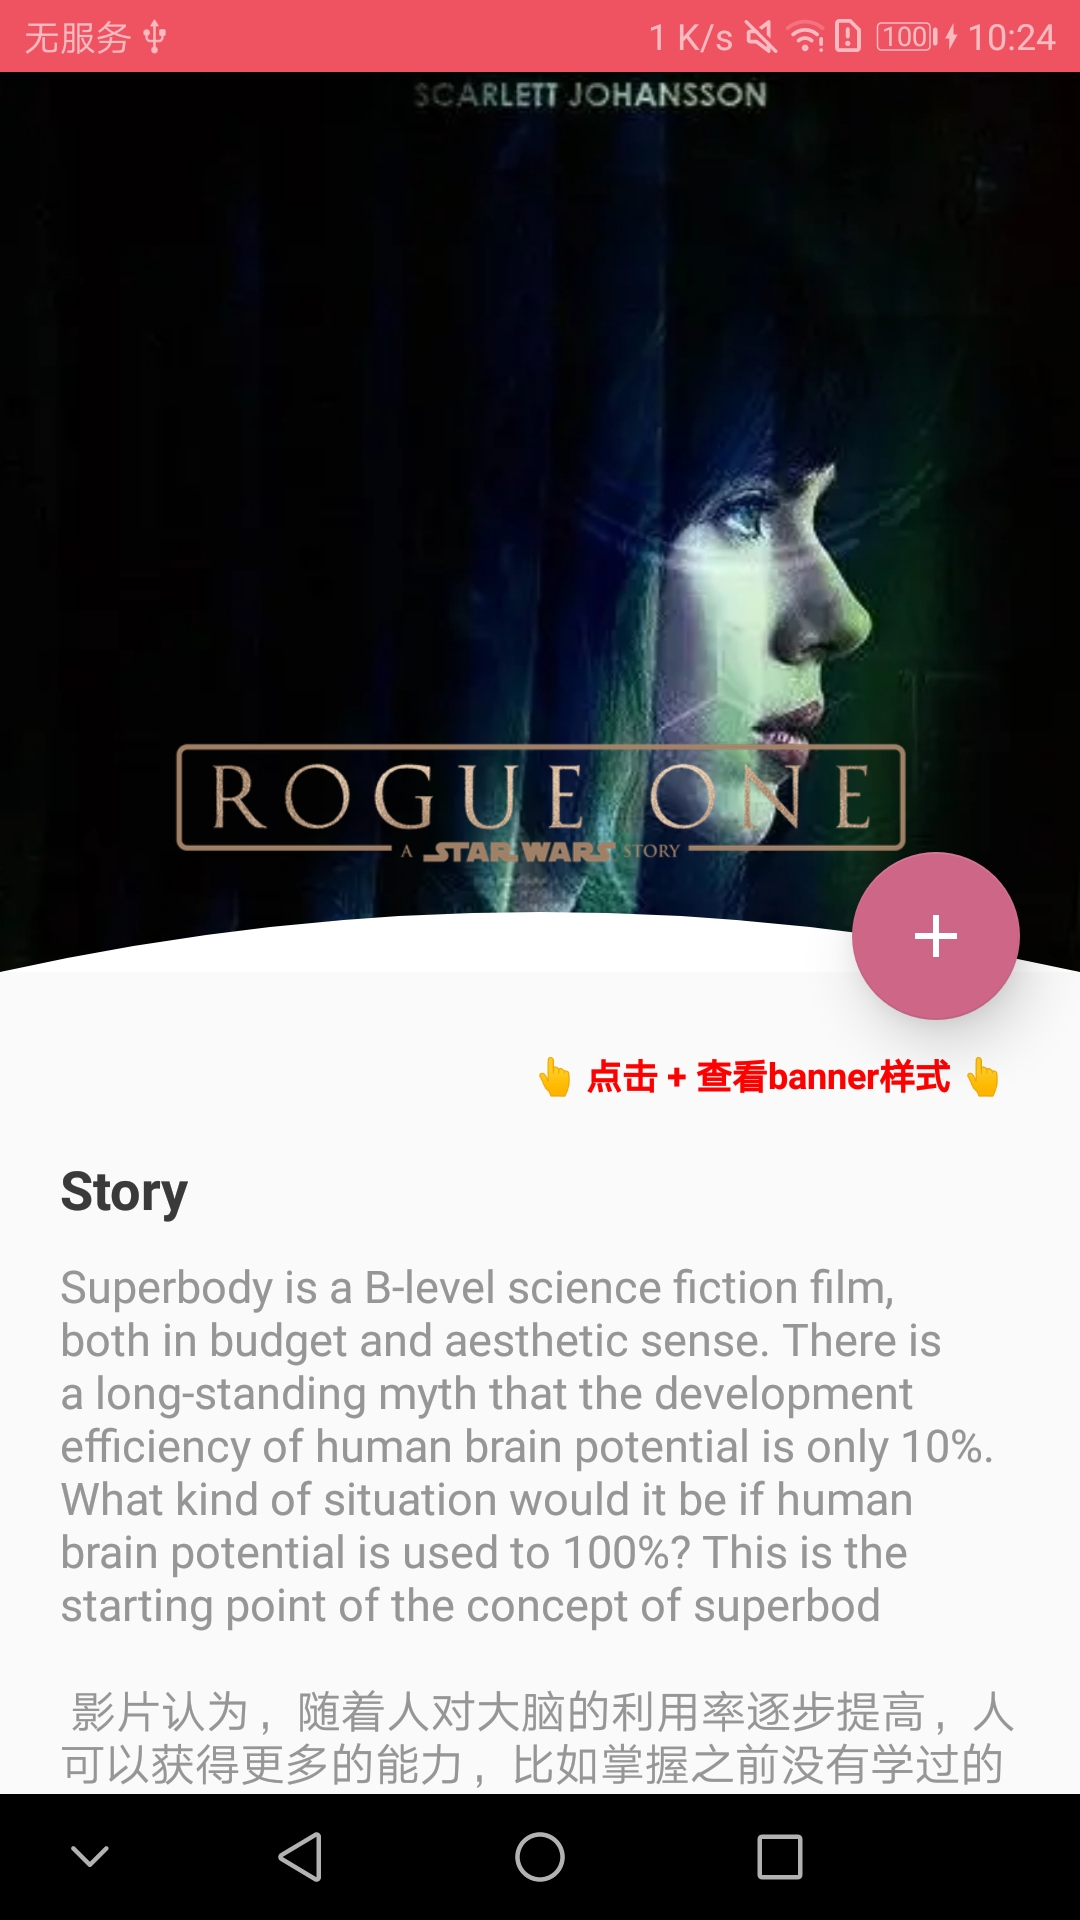 无服务 1 K/s 100 10:24
SCARLETT JOHANSSON
ROGUE ONE
A STAR WARS STORY
👆 点击 + 查看banner样式 👆
Story
Superbody is a B-level science fiction film,
both in budget and aesthetic sense. There is
a long-standing myth that the development
efficiency of human brain potential is only 10%.
What kind of situation would it be if human
brain potential is used to 100%? This is the
starting point of the concept of superbod
影片认为，随着人对大脑的利用率逐步提高，人
可以获得更多的能力，比如掌握之前没有学过的